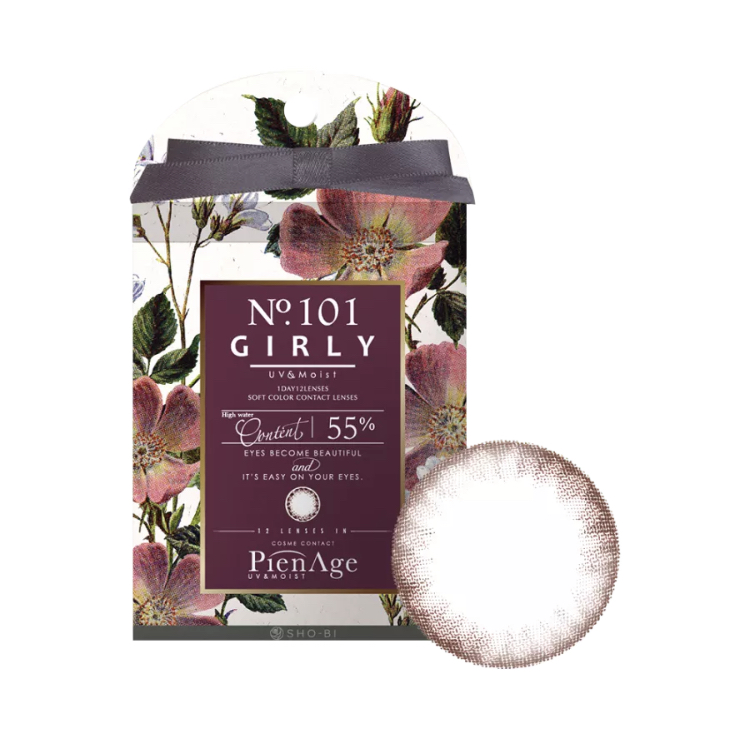 No.101
GIRLY
UV&Moist
1DAY12LENSES
SOFT COLOR CONTACT LENSES
High water
Content 55%
EYES BECOME BEAUTIFUL
and
IT'S EASY ON YOUR EYES.
12 LENSES IN
COSME CONTACT
PienAge
UV&MOIST
SHO-BI